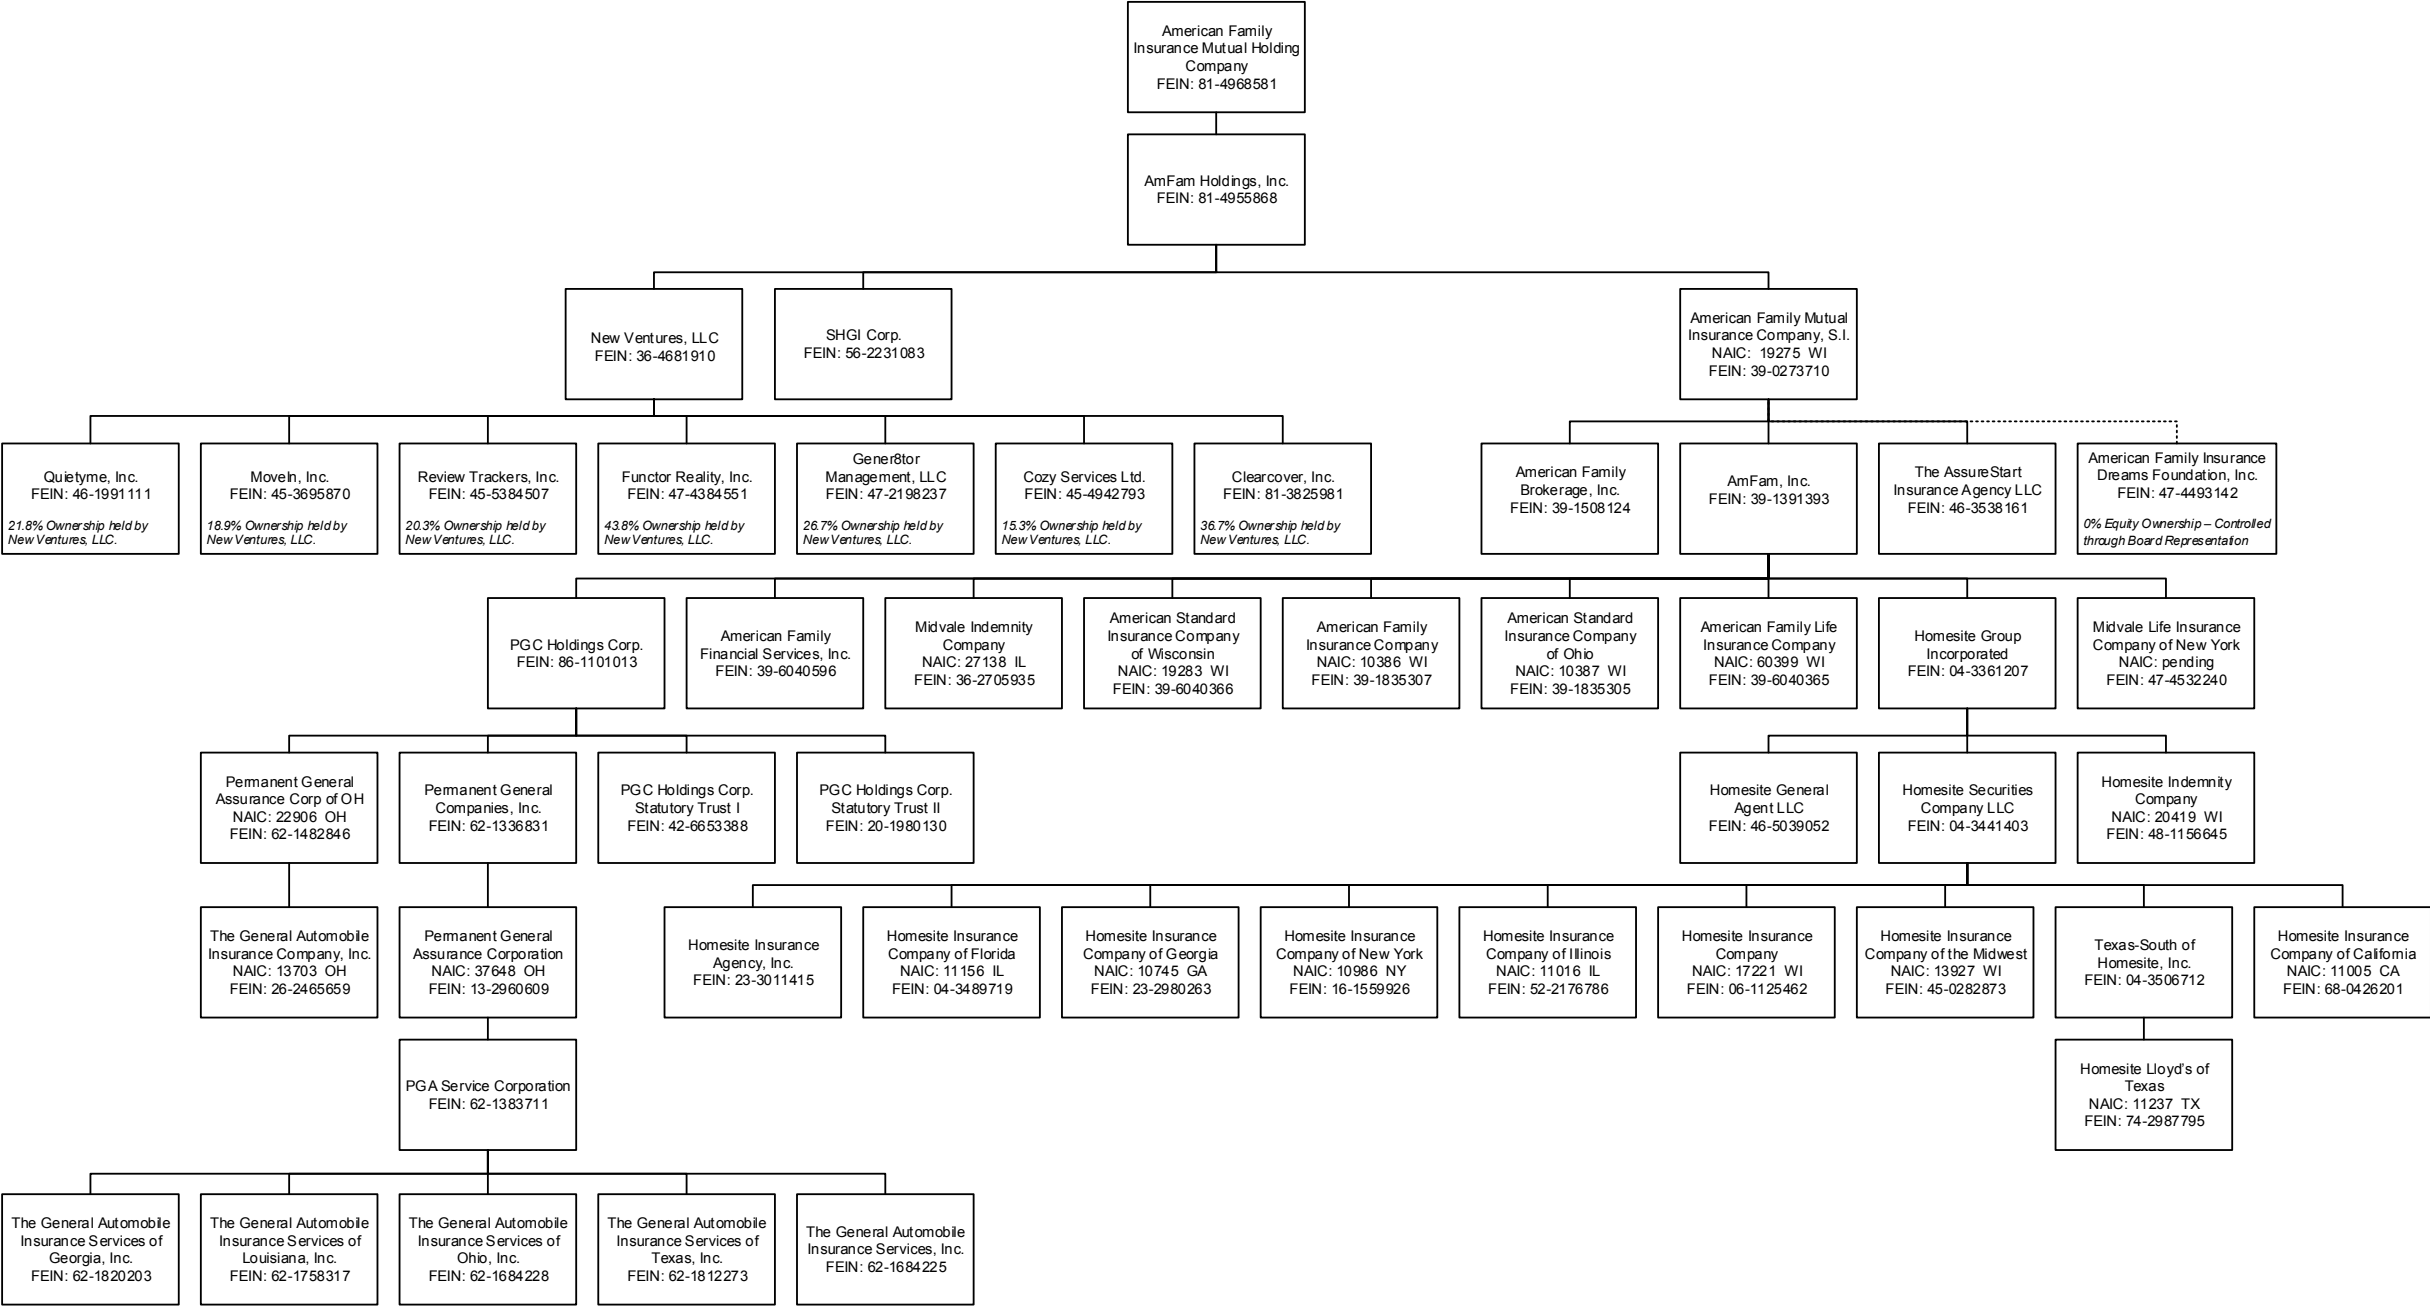 American Family
Insurance Mutual Holding
Company
FEIN: 81-4968581
AmFam Holdings, Inc.
FEIN: 81-4955868
New Ventures, LLC
FEIN: 36-4681910
SHGI Corp.
FEIN: 56-2231083
American Family Mutual
Insurance Company, S.I.
NAIC: 19275 WI
FEIN: 39-0273710
Quietyme, Inc.
FEIN: 46-1991111
21.8% Ownership held by
New Ventures, LLC.
MoveIn, Inc.
FEIN: 45-3695870
18.9% Ownership held by
New Ventures, LLC.
Review Trackers, Inc.
FEIN: 45-5384507
20.3% Ownership held by
New Ventures, LLC.
Functor Reality, Inc.
FEIN: 47-4384551
43.8% Ownership held by
New Ventures, LLC.
Gener8tor
Management, LLC
FEIN: 47-2198237
26.7% Ownership held by
New Ventures, LLC.
Cozy Services Ltd.
FEIN: 45-4942793
15.3% Ownership held by
New Ventures, LLC.
Clearcover, Inc.
FEIN: 81-3825981
36.7% Ownership held by
New Ventures, LLC.
American Family
Brokerage, Inc.
FEIN: 39-1508124
AmFam, Inc.
FEIN: 39-1391393
The AssureStart
Insurance Agency LLC
FEIN: 46-3538161
American Family Insurance
Dreams Foundation, Inc.
FEIN: 47-4493142
0% Equity Ownership – Controlled
through Board Representation
PGC Holdings Corp.
FEIN: 86-1101013
American Family
Financial Services, Inc.
FEIN: 39-6040596
Midvale Indemnity
Company
NAIC: 27138 IL
FEIN: 36-2705935
American Standard
Insurance Company
of Wisconsin
NAIC: 19283 WI
FEIN: 39-6040366
American Family
Insurance Company
NAIC: 10386 WI
FEIN: 39-1835307
American Standard
Insurance Company
of Ohio
NAIC: 10387 WI
FEIN: 39-1835305
American Family Life
Insurance Company
NAIC: 60399 WI
FEIN: 39-6040365
Homesite Group
Incorporated
FEIN: 04-3361207
Midvale Life Insurance
Company of New York
NAIC: pending
FEIN: 47-4532240
Permanent General
Assurance Corp of OH
NAIC: 22906 OH
FEIN: 62-1482846
Permanent General
Companies, Inc.
FEIN: 62-1336831
PGC Holdings Corp.
Statutory Trust I
FEIN: 42-6653388
PGC Holdings Corp.
Statutory Trust II
FEIN: 20-1980130
Homesite General
Agent LLC
FEIN: 46-5039052
Homesite Securities
Company LLC
FEIN: 04-3441403
Homesite Indemnity
Company
NAIC: 20419 WI
FEIN: 48-1156645
The General Automobile
Insurance Company, Inc.
NAIC: 13703 OH
FEIN: 26-2465659
Permanent General
Assurance Corporation
NAIC: 37648 OH
FEIN: 13-2960609
Homesite Insurance
Agency, Inc.
FEIN: 23-3011415
Homesite Insurance
Company of Florida
NAIC: 11156 IL
FEIN: 04-3489719
Homesite Insurance
Company of Georgia
NAIC: 10745 GA
FEIN: 23-2980263
Homesite Insurance
Company of New York
NAIC: 10986 NY
FEIN: 16-1559926
Homesite Insurance
Company of Illinois
NAIC: 11016 IL
FEIN: 52-2176786
Homesite Insurance
Company
NAIC: 17221 WI
FEIN: 06-1125462
Homesite Insurance
Company of the Midwest
NAIC: 13927 WI
FEIN: 45-0282873
Texas-South of
Homesite, Inc.
FEIN: 04-3506712
Homesite Insurance
Company of California
NAIC: 11005 CA
FEIN: 68-0426201
PGA Service Corporation
FEIN: 62-1383711
Homesite Lloyd's of
Texas
NAIC: 11237 TX
FEIN: 74-2987795
The General Automobile
Insurance Services of
Georgia, Inc.
FEIN: 62-1820203
The General Automobile
Insurance Services of
Louisiana, Inc.
FEIN: 62-1758317
The General Automobile
Insurance Services of
Ohio, Inc.
FEIN: 62-1684228
The General Automobile
Insurance Services of
Texas, Inc.
FEIN: 62-1812273
The General Automobile
Insurance Services, Inc.
FEIN: 62-1684225